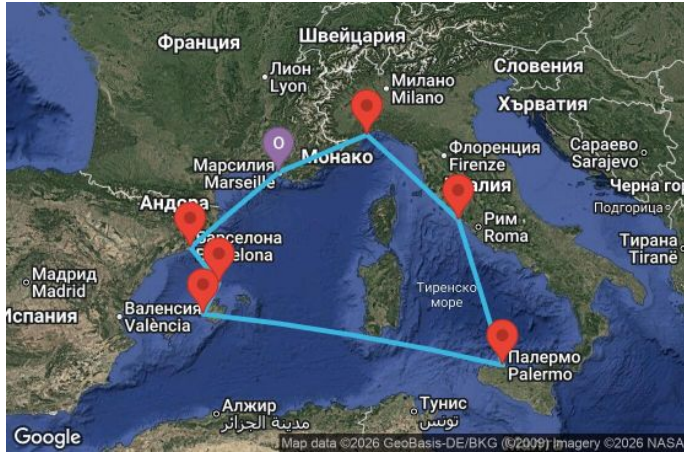 Франция
Швейцария
Словения
Лион
Lyon
Милано
Milano
Хърватия
O
Марсилия
Marseille
Монако
Флоренция
Firenze
Сараево
Sarajevo
Андора
Черна гор
Подгорица
Рим
Roma
Тирана
Tiranë
Барселона
Мадрид
Madrid
Тиренско
море
Валенсия
València
Испания
Палермо
Palermo
Алжир
مدينة الجزائر
Тунис
تونس
Google
Map data ©2026 GeoBasis-DE/BKG (©2009) Imagery ©2026 NASA